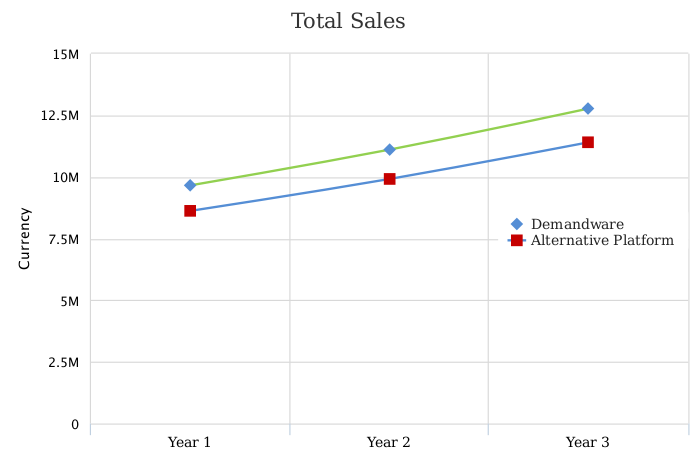 Total Sales
15M
12.5M
10M
7.5M
5M
2.5M
0
Currency
Demandware
Alternative Platform
Year 1
Year 2
Year 3